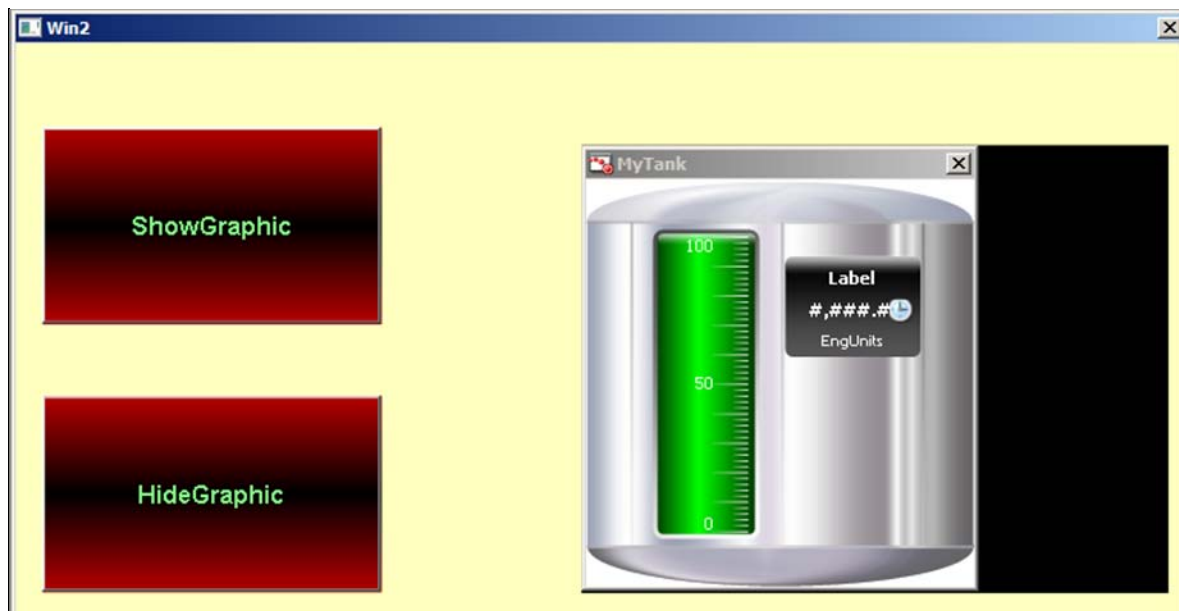 Win2
ShowGraphic
HideGraphic
MyTank
100
50
0
Label
#,###.#
EngUnits